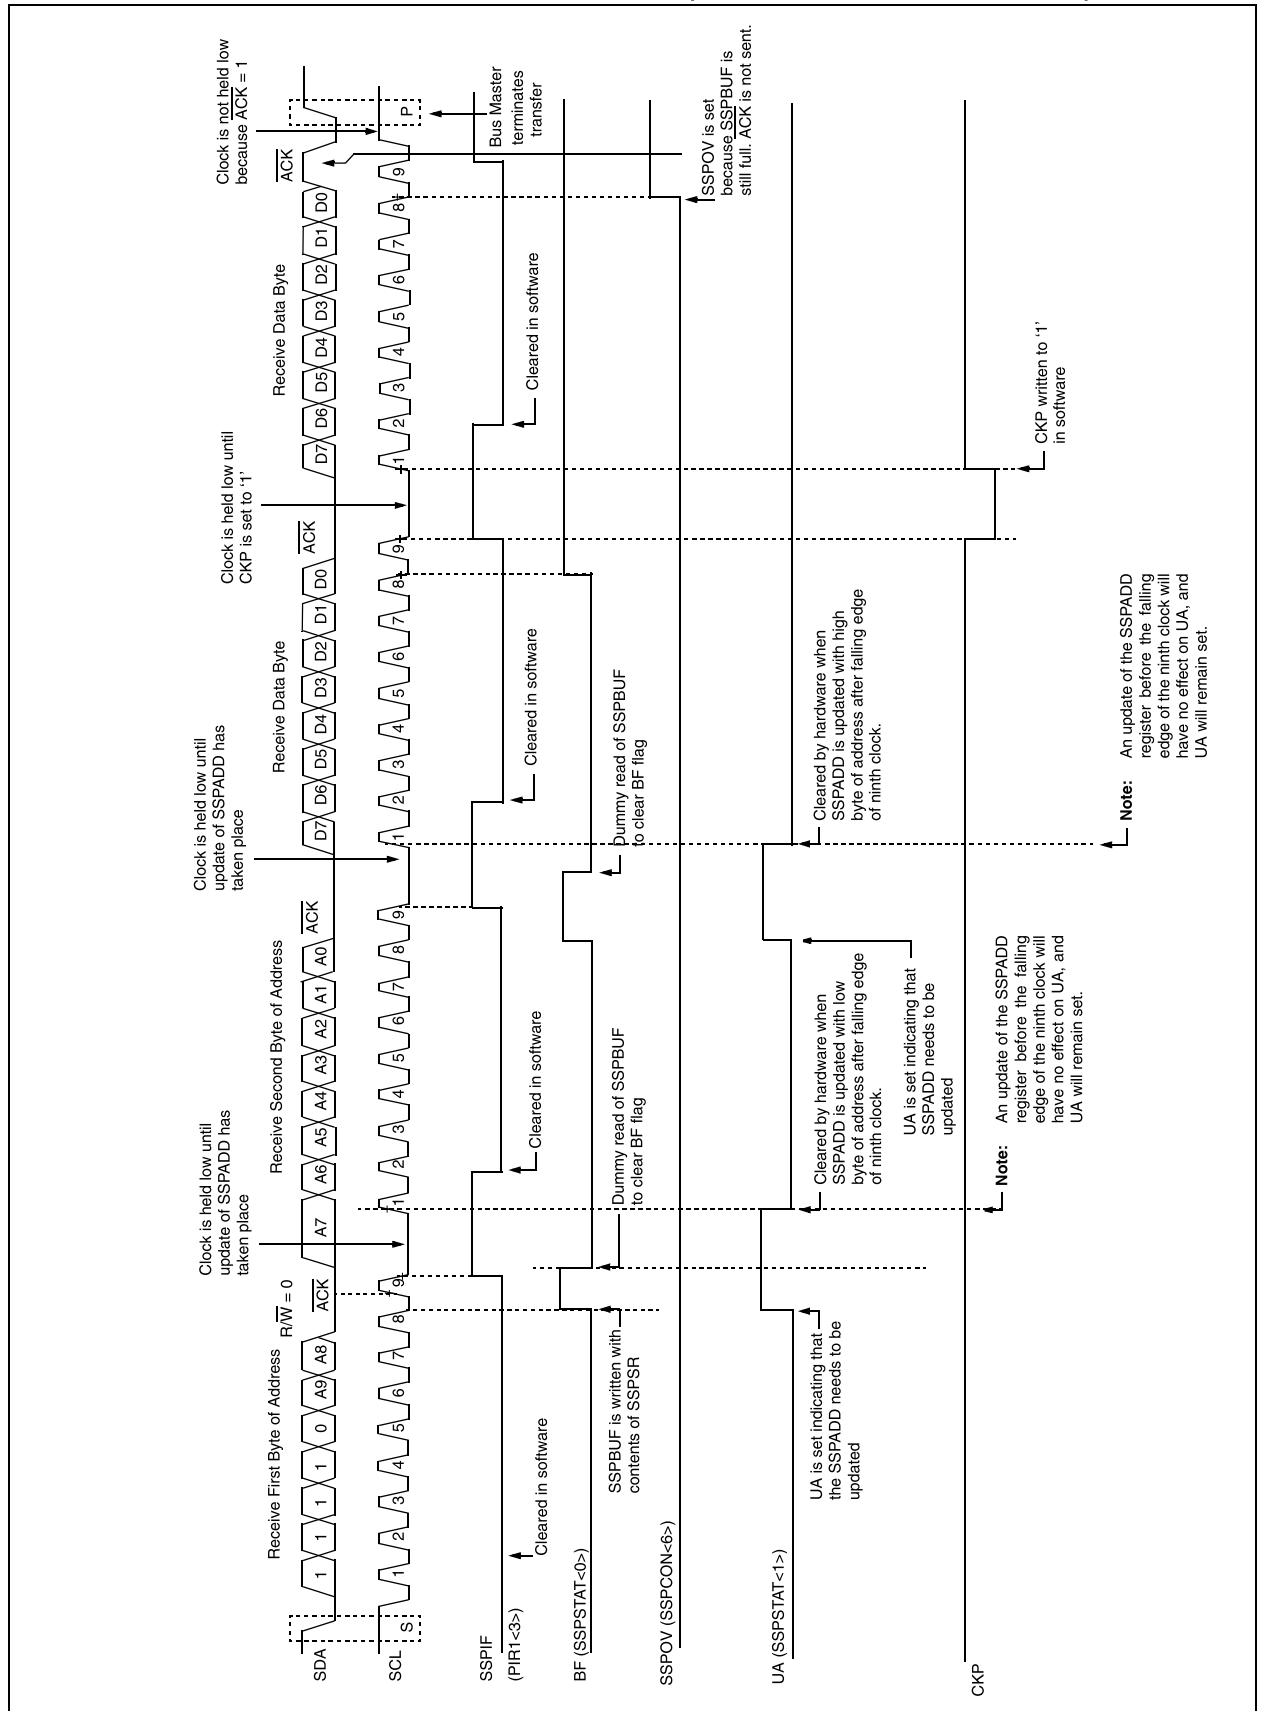 Receive First Byte of Address
R/W = 0
Receive Second Byte of Address
Receive Data Byte
Receive Data Byte
Clock is held low until
update of SSPADD has
taken place
Clock is held low until
update of SSPADD has
taken place
Clock is held low until
CKP is set to ‘1’
Clock is not held low
because ACK = 1
SDA
1
1
1
1
0
A9
A8
ACK
A7
A6
A5
A4
A3
A2
A1
A0
ACK
D7
D6
D5
D4
D3
D2
D1
D0
ACK
D7
D6
D5
D4
D3
D2
D1
D0
ACK
SCL
S
1
2
3
4
5
6
7
8
9
1
2
3
4
5
6
7
8
9
1
2
3
4
5
6
7
8
9
1
2
3
4
5
6
7
8
9
P
Bus Master
terminates
transfer
SSPIF
(PIR1<3>)
Cleared in software
Cleared in software
Cleared in software
Cleared in software
BF (SSPSTAT<0>)
SSPBUF is written with
contents of SSPSR
Dummy read of SSPBUF
to clear BF flag
Dummy read of SSPBUF
to clear BF flag
SSPOV (SSPCON<6>)
SSPOV is set
because SSPBUF is
still full. ACK is not sent.
UA (SSPSTAT<1>)
UA is set indicating that
the SSPADD needs to be
updated
Cleared by hardware when
SSPADD is updated with low
byte of address after falling edge
of ninth clock.
UA is set indicating that
SSPADD needs to be
updated
Cleared by hardware when
SSPADD is updated with high
byte of address after falling edge
of ninth clock.
CKP
CKP written to ‘1’
in software
Note: An update of the SSPADD
register before the falling
edge of the ninth clock will
have no effect on UA, and
UA will remain set.
Note: An update of the SSPADD
register before the falling
edge of the ninth clock will
have no effect on UA, and
UA will remain set.